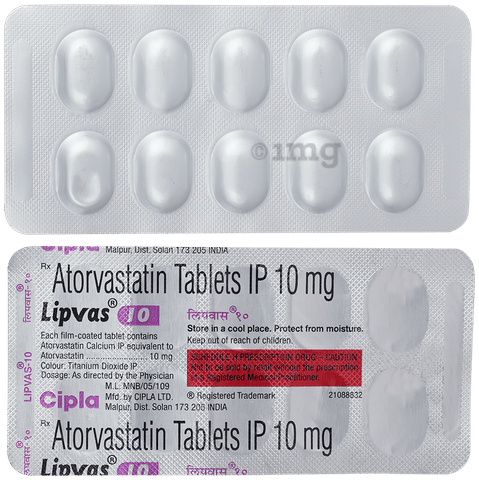 ©1mg
Cipla
Malpur, Dist. Solan 173 205 INDIA
Rx
Atorvastatin Tablets IP 10 mg
Lipvas® 10
लिपवास® १०
Each film-coated tablet contains
Atorvastatin Calcium IP equivalent to
Atorvastatin .................... 10 mg
Colour: Titanium Dioxide IP
Dosage: As directed by the Physician
M.L. MNB/05/109
Cipla
Mfd. by CIPLA LTD.
Malpur, Dist. Solan 173 205 INDIA
Store in a cool place. Protect from moisture.
Keep out of reach of children.
SCHEDULE H PRESCRIPTION DRUG – CAUTION
Not to be sold by retail without the prescription
of a Registered Medical Practitioner.
® Registered Trademark
21088832
लिपवास® १०
LIPVAS-10
Rx
Atorvastatin Tablets IP 10 mg
Lipvas® 10
लिपवास® १०